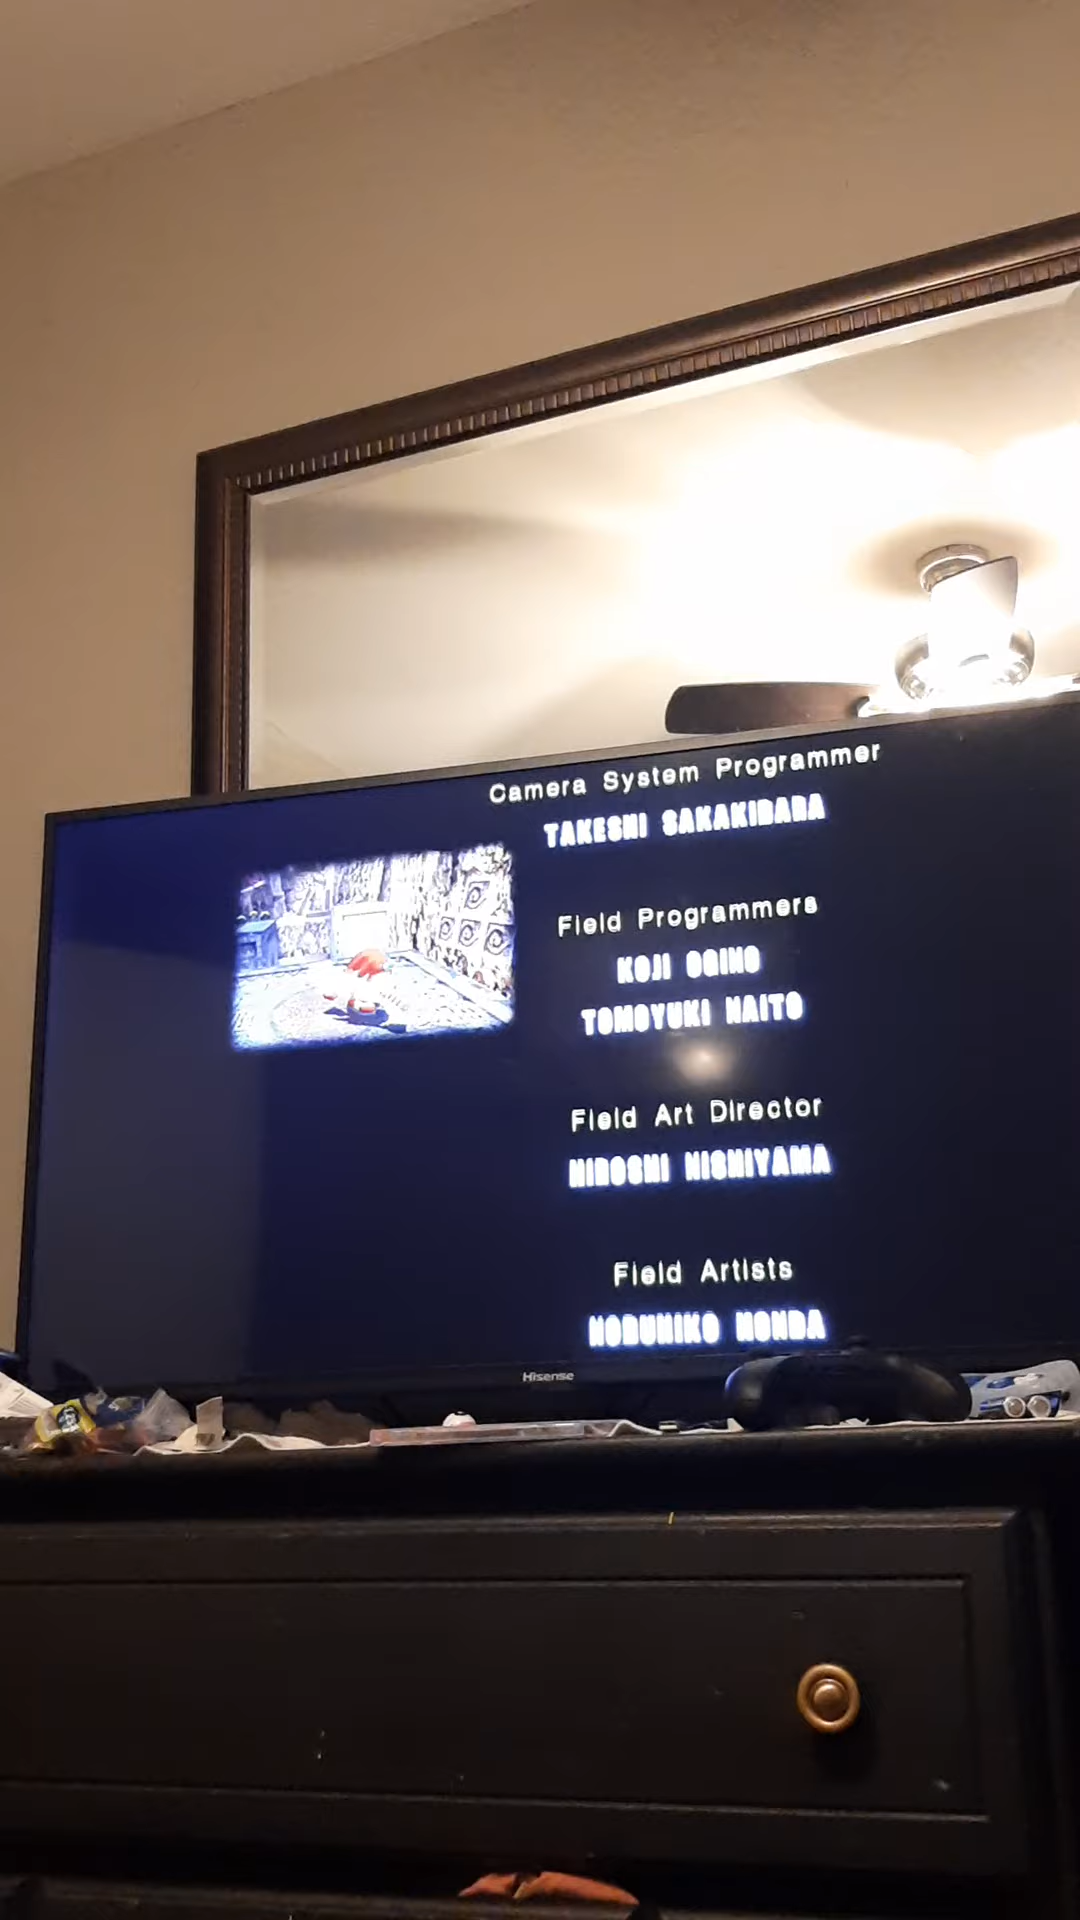 Camera System Programmer
TAKESHI SAKAKIBARA
Field Programmers
KOJI OGINO
TOMOYUKI NAITO
Field Art Director
HIROSHI NISHIYAMA
Field Artists
NOBUHIKO HONDA
Hisense